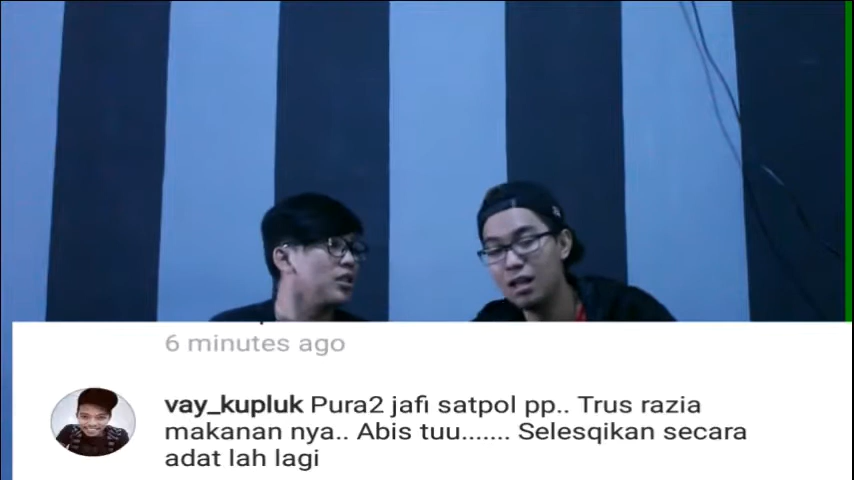 6 minutes ago
vay_kupluk Pura2 jafi satpol pp.. Trus razia
makanan nya.. Abis tuu....... Selesqikan secara
adat lah lagi